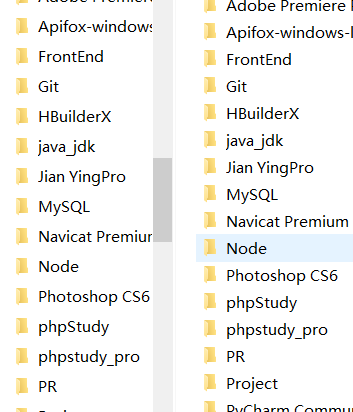 Adobe Premiere
Apifox-windows
FrontEnd
Git
HBuilderX
java_jdk
Jian YingPro
MySQL
Navicat Premium
Node
Photoshop CS6
phpStudy
phpstudy_pro
PR
Adobe Premiere P
Apifox-windows-
FrontEnd
Git
HBuilderX
java_jdk
Jian YingPro
MySQL
Navicat Premium
Node
Photoshop CS6
phpStudy
phpstudy_pro
PR
Project
PyCharm Commu